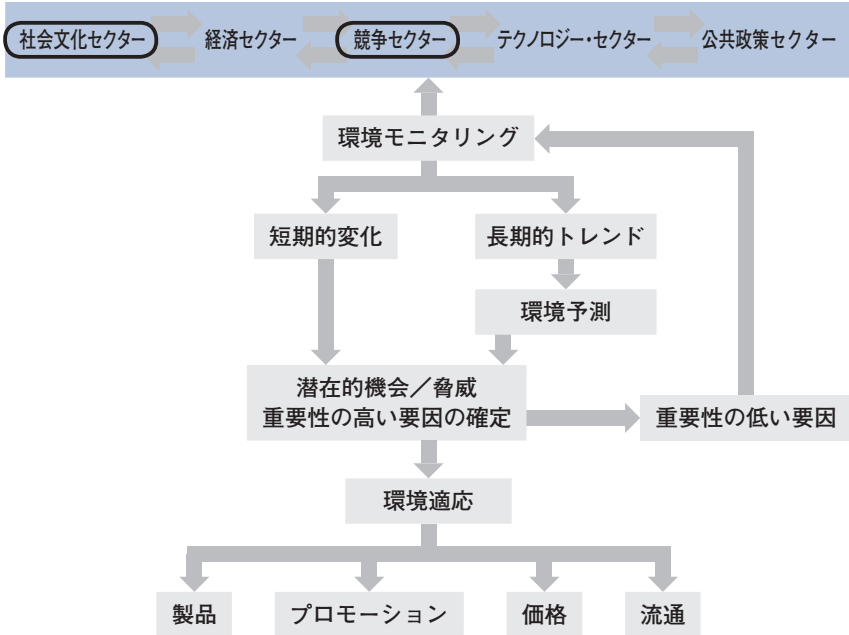 社会文化セクター 経済セクター 競争セクター テクノロジー・セクター 公共政策セクター
環境モニタリング
短期的変化 長期的トレンド
環境予測
潜在的機会／脅威
重要性の高い要因の確定 重要性の低い要因
環境適応
製品 プロモーション 価格 流通